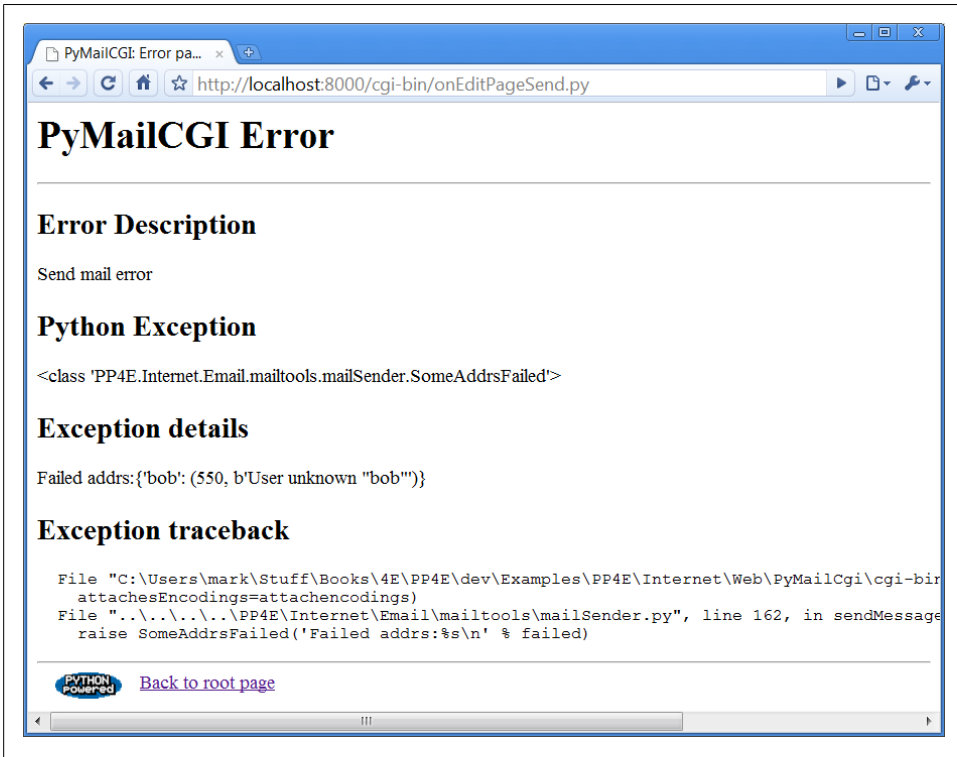 PyMailCGI: Error pa...
http://localhost:8000/cgi-bin/onEditPageSend.py
PyMailCGI Error
Error Description
Send mail error
Python Exception
<class 'PP4E.Internet.Email.mailtools.mailSender.SomeAddrsFailed'>
Exception details
Failed addrs:{'bob': (550, b'User unknown "bob"')}
Exception traceback
File "C:\Users\mark\Stuff\Books\4E\PP4E\dev\Examples\PP4E\Internet\Web\PyMailCgi\cgi-bin
attachesEncodings=attachencodings)
File "..\..\..\..\PP4E\Internet\Email\mailtools\mailSender.py", line 162, in sendMessage
raise SomeAddrsFailed('Failed addrs:%s\n' % failed)
PYTHON
Powered
Back to root page